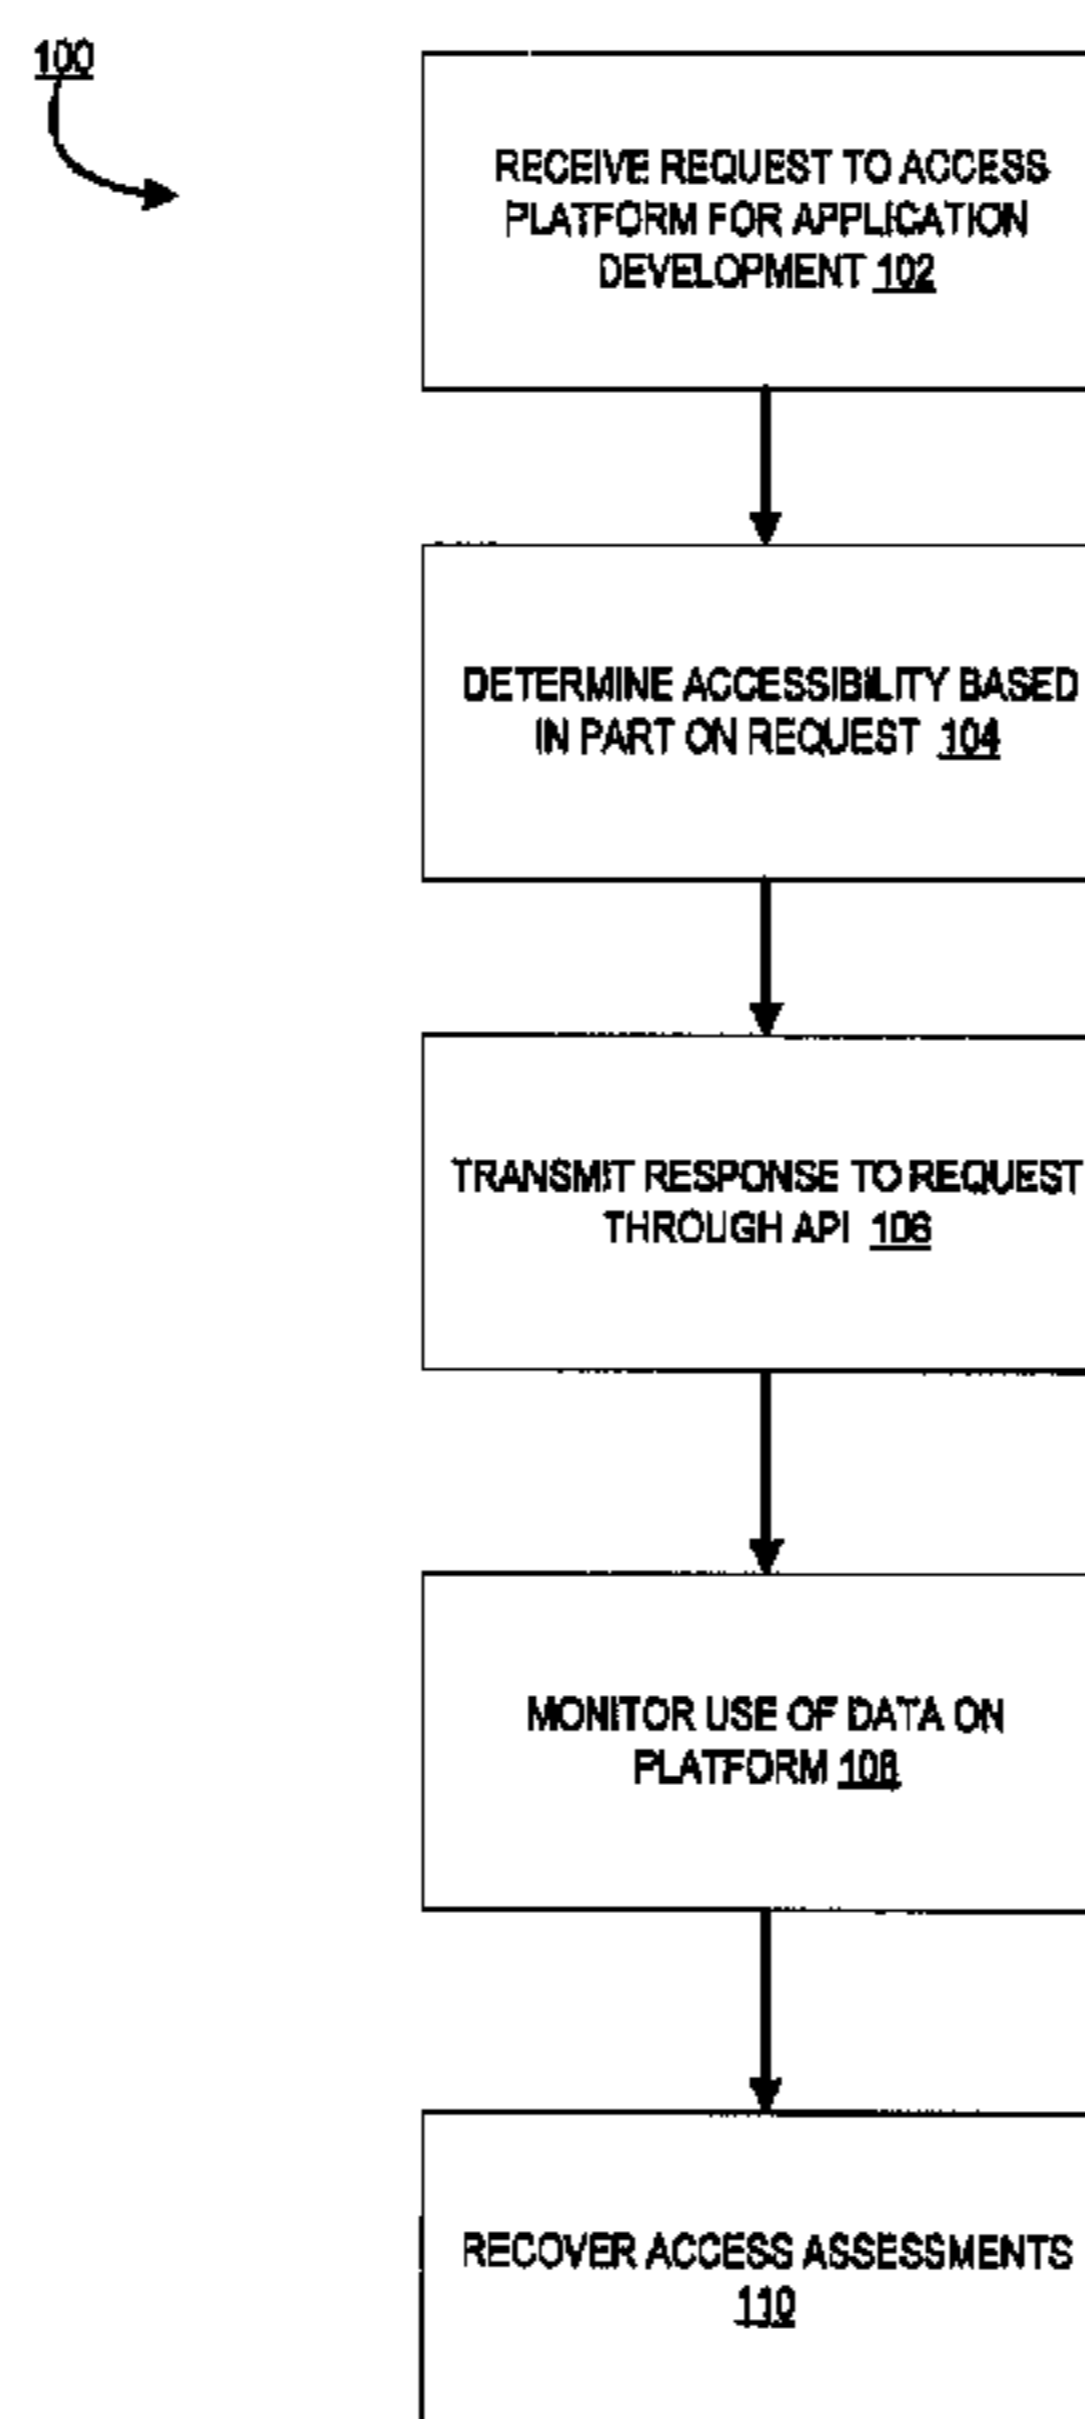 100
RECEIVE REQUEST TO ACCESS
PLATFORM FOR APPLICATION
DEVELOPMENT 102
DETERMINE ACCESSIBILITY BASED
IN PART ON REQUEST 104
TRANSMIT RESPONSE TO REQUEST
THROUGH API 106
MONITOR USE OF DATA ON
PLATFORM 108
RECOVER ACCESS ASSESSMENTS
110